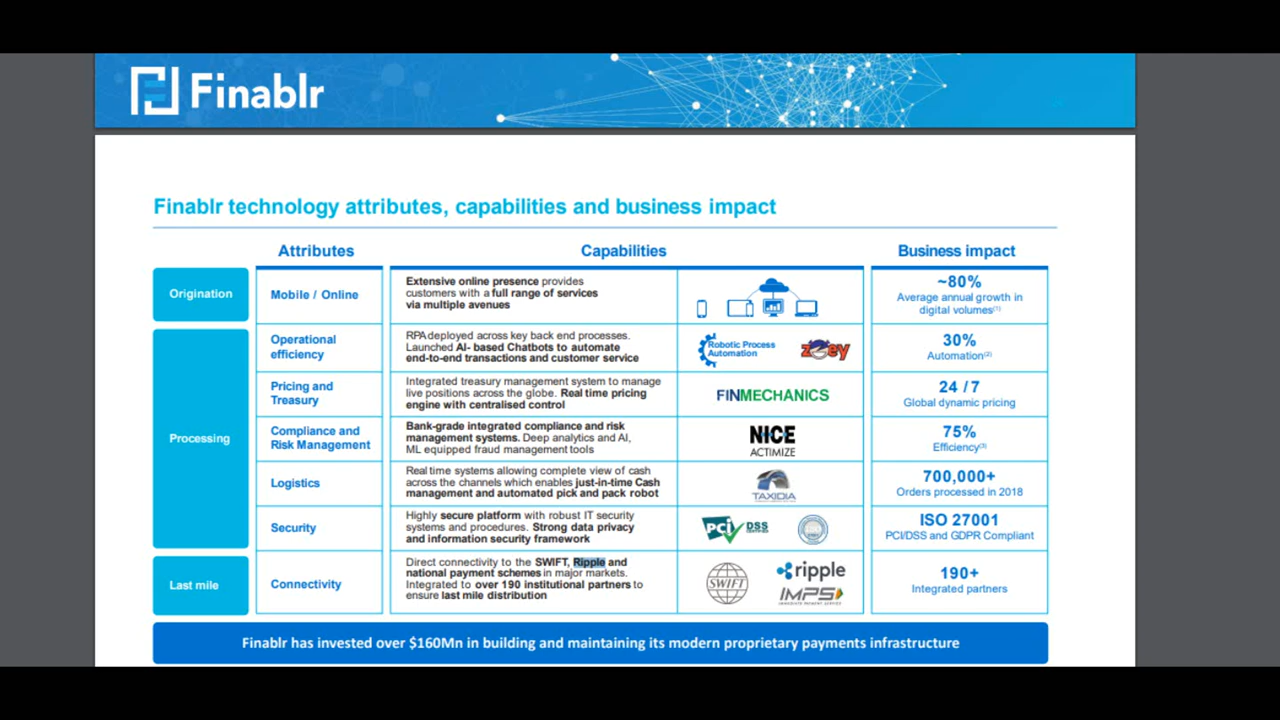 Finablr
Finablr technology attributes, capabilities and business impact
Attributes
Capabilities
Business impact
Origination
Mobile / Online
Extensive online presence provides
customers with a full range of services
via multiple avenues
~80%
Average annual growth in
digital volumes(1)
Processing
Operational
efficiency
RPA deployed across key back end processes.
Launched AI- based Chatbots to automate
end-to-end transactions and customer service
Robotic Process
Automation
zoey
30%
Automation(2)
Pricing and
Treasury
Integrated treasury management system to manage
live positions across the globe. Real time pricing
engine with centralised control
FINMECHANICS
24 / 7
Global dynamic pricing
Compliance and
Risk Management
Bank-grade integrated compliance and risk
management systems. Deep analytics and AI,
ML equipped fraud management tools
NICE
ACTIMIZE
75%
Efficiency(3)
Logistics
Real time systems allowing complete view of cash
across the channels which enables just-in-time Cash
management and automated pick and pack robot
TAXIDIA
700,000+
Orders processed in 2018
Security
Highly secure platform with robust IT security
systems and procedures. Strong data privacy
and information security framework
PCI DSS
ISO 27001
PCI/DSS and GDPR Compliant
Last mile
Connectivity
Direct connectivity to the SWIFT, Ripple and
national payment schemes in major markets.
Integrated to over 190 institutional partners to
ensure last mile distribution
SWIFT
ripple
IMPS
IMMEDIATE PAYMENT SERVICE
190+
Integrated partners
Finablr has invested over $160Mn in building and maintaining its modern proprietary payments infrastructure